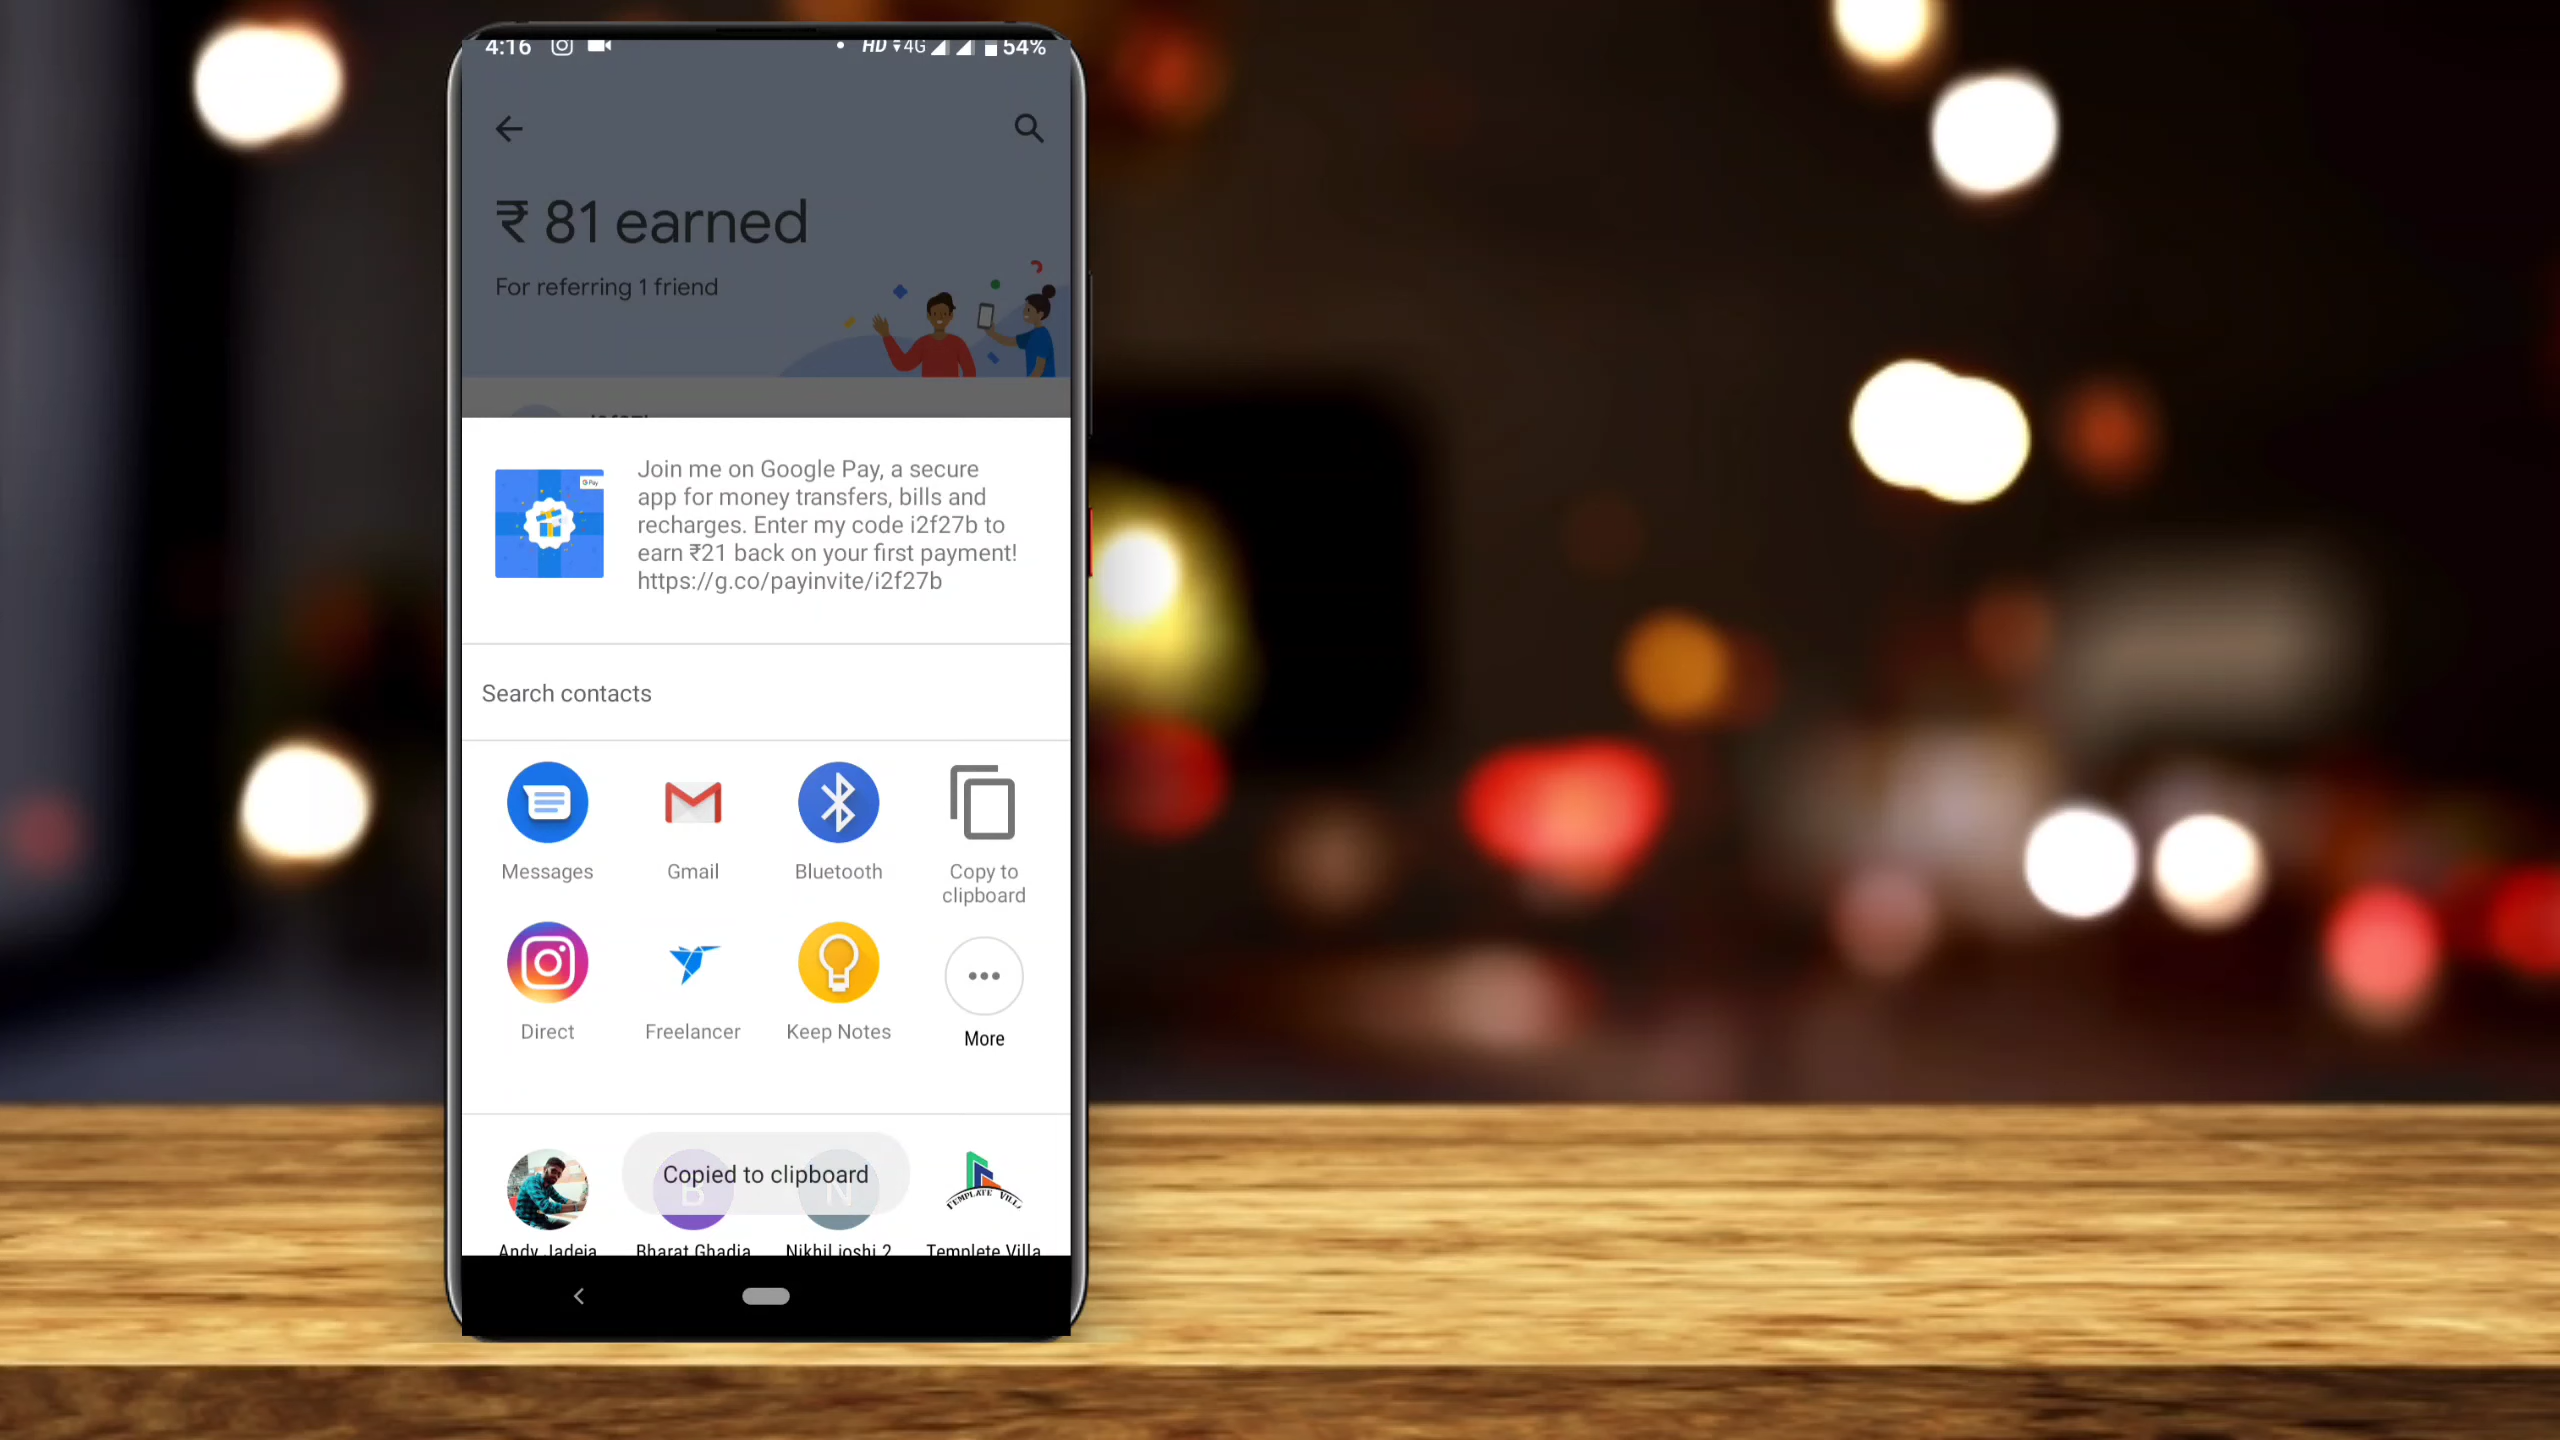 4:16 HD 4G 54%
₹ 81 earned
For referring 1 friend
G Pay
Join me on Google Pay, a secure
app for money transfers, bills and
recharges. Enter my code i2f27b to
earn ₹21 back on your first payment!
https://g.co/payinvite/i2f27b
Search contacts
Messages Gmail Bluetooth Copy to
clipboard
Direct Freelancer Keep Notes More
Copied to clipboard
B N
TEMPLATE VILLA
Andy Jadeja Bharat Ghadia Nikhil joshi 2 Templete Villa